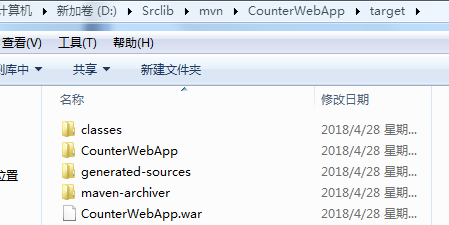 计算机 ▸ 新加卷 (D:) ▸ Srclib ▸ mvn ▸ CounterWebApp ▸ target ▸
查看(V) 工具(T) 帮助(H)
到库中 ▼ 共享 ▼ 新建文件夹
名称 修改日期
classes 2018/4/28 星期...
CounterWebApp 2018/4/28 星期...
generated-sources 2018/4/28 星期...
maven-archiver 2018/4/28 星期...
位置
CounterWebApp.war 2018/4/28 星期...